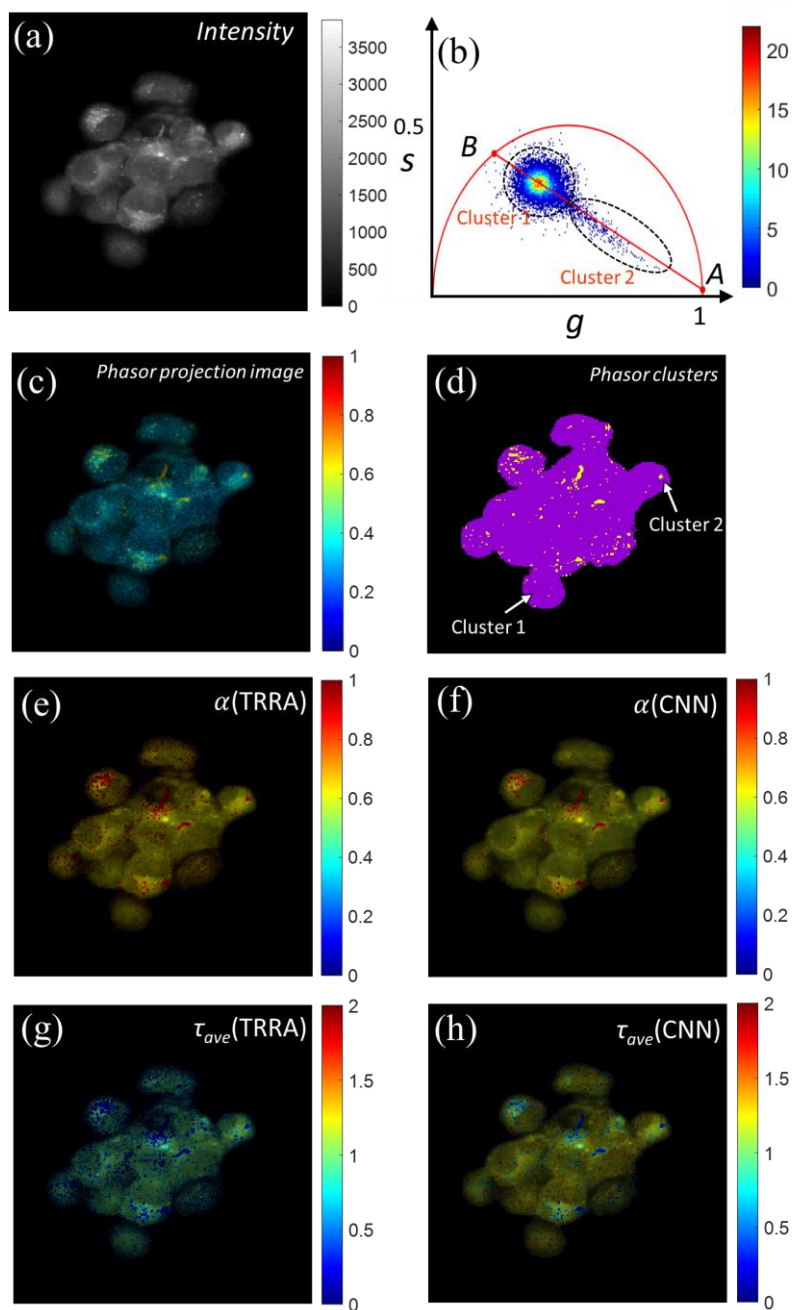 (a)
Intensity
3500
3000
2500
2000
1500
1000
500
0
(b)
0.5
s
B
Cluster 1
Cluster 2
A
g
1
20
15
10
5
0
(c)
Phasor projection image
1
0.8
0.6
0.4
0.2
0
(d)
Phasor clusters
Cluster 2
Cluster 1
(e)
α(TRRA)
1
0.8
0.6
0.4
0.2
0
(f)
α(CNN)
1
0.8
0.6
0.4
0.2
0
(g)
τave(TRRA)
2
1.5
1
0.5
0
(h)
τave(CNN)
2
1.5
1
0.5
0